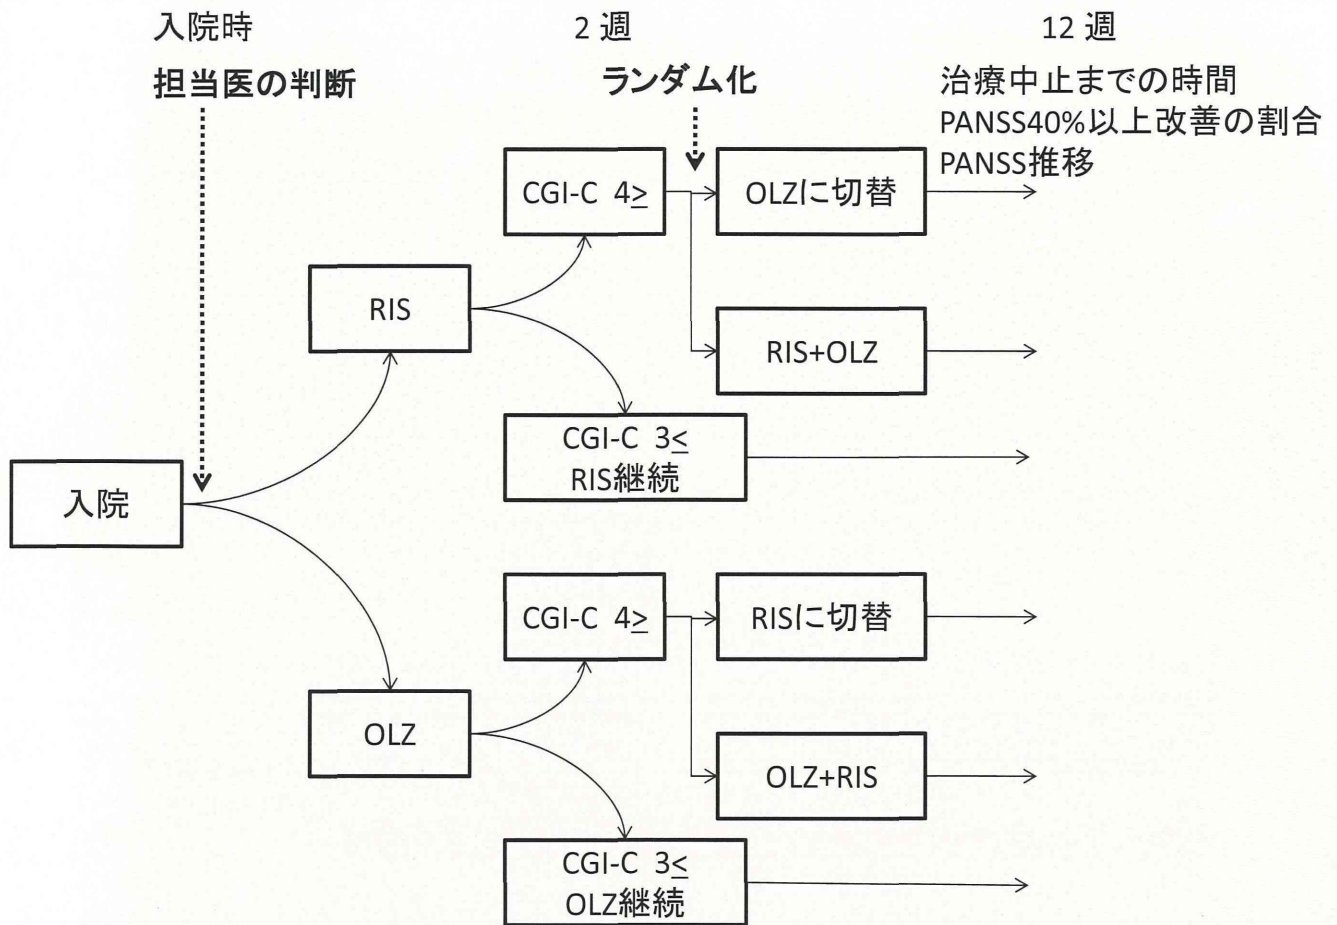 入院時
2 週
12 週
担当医の判断
ランダム化
治療中止までの時間
PANSS40%以上改善の割合
PANSS推移
CGI-C 4≥
OLZに切替
RIS
RIS+OLZ
CGI-C 3≤
RIS継続
入院
CGI-C 4≥
RISに切替
OLZ
OLZ+RIS
CGI-C 3≤
OLZ継続